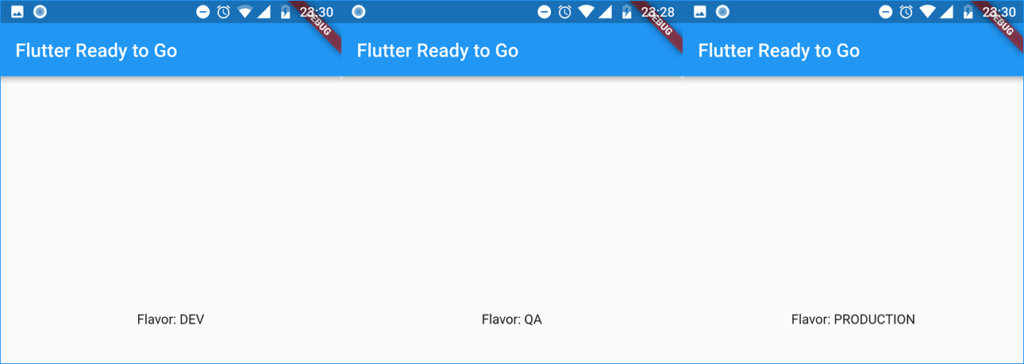 23:30
DEBUG
Flutter Ready to Go
Flavor: DEV
23:28
DEBUG
Flutter Ready to Go
Flavor: QA
23:30
DEBUG
Flutter Ready to Go
Flavor: PRODUCTION